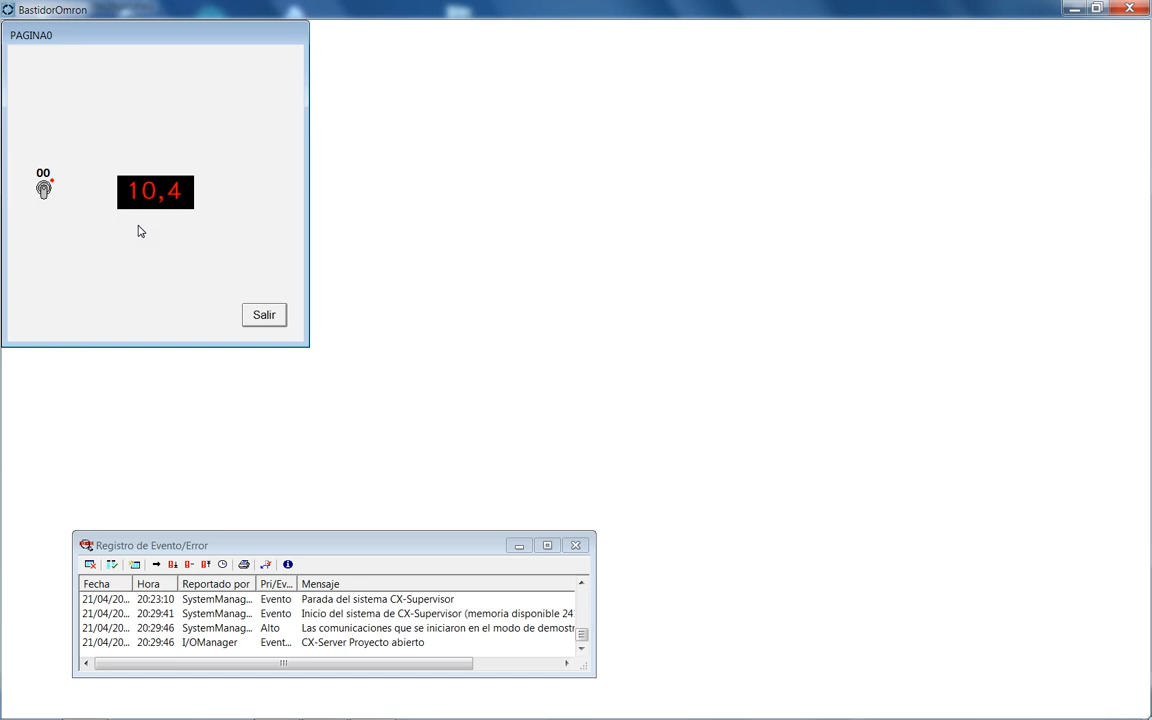 BastidorOmron
PAGINA0
00
10,4
Salir
Registro de Evento/Error
Fecha Hora Reportado por Pri/Ev... Mensaje
21/04/20... 20:23:10 SystemManag... Evento Parada del sistema CX-Supervisor
21/04/20... 20:29:41 SystemManag... Evento Inicio del sistema de CX-Supervisor (memoria disponible 24
21/04/20... 20:29:46 SystemManag... Alto Las comunicaciones que se iniciaron en el modo de demostr
21/04/20... 20:29:46 I/OManager Event... CX-Server Proyecto abierto